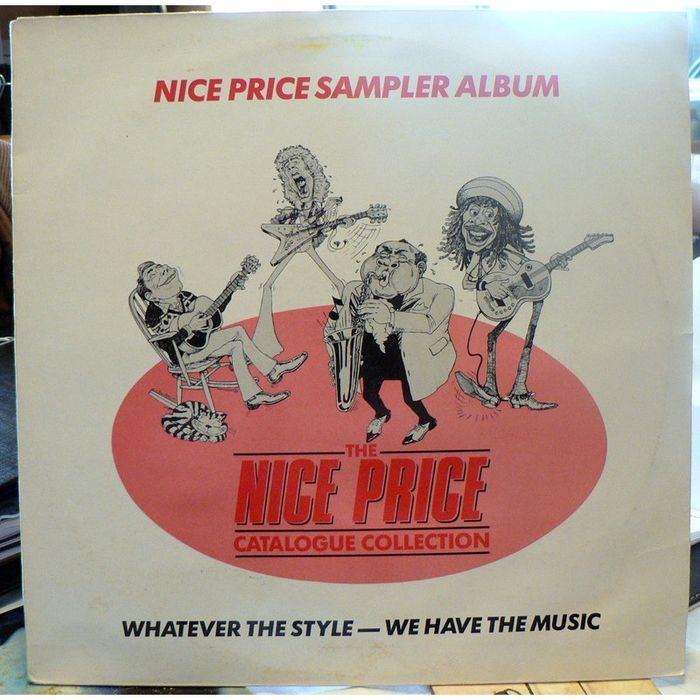 NICE PRICE SAMPLER ALBUM
THE
NICE PRICE
CATALOGUE COLLECTION
WHATEVER THE STYLE — WE HAVE THE MUSIC